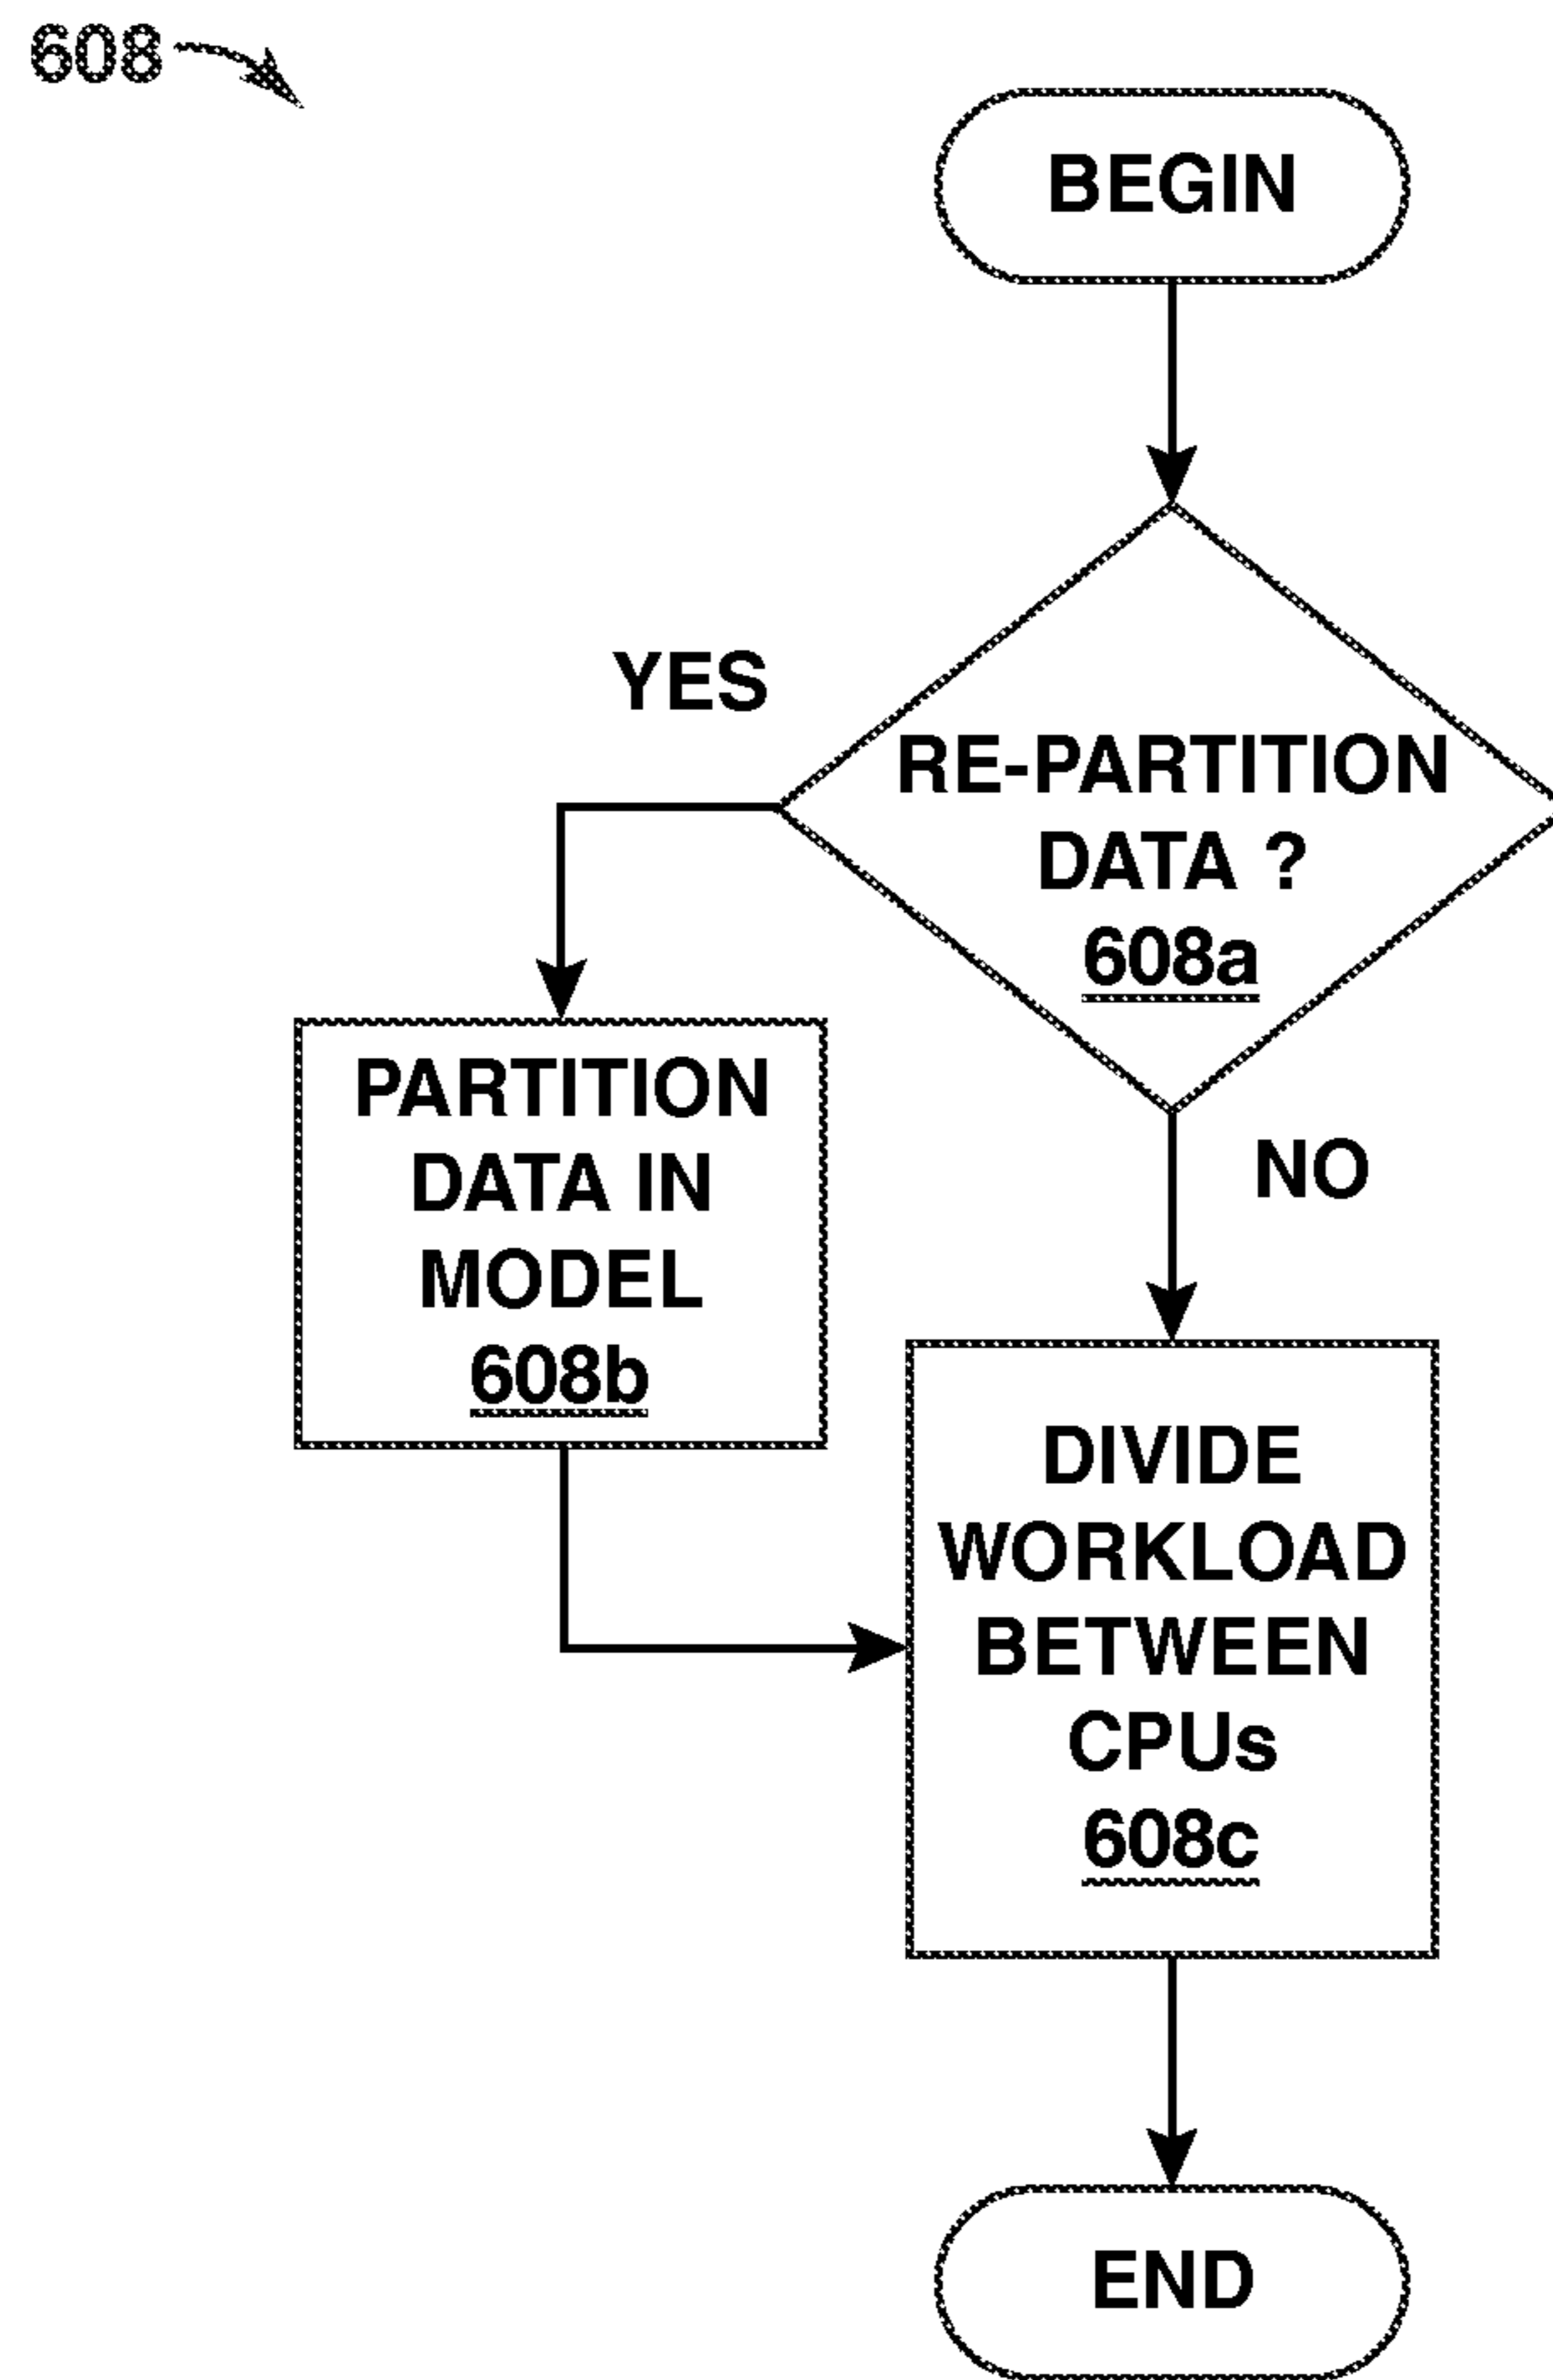 608
BEGIN
YES
RE-PARTITION
DATA ?
608a
PARTITION
DATA IN
MODEL
608b
NO
DIVIDE
WORKLOAD
BETWEEN
CPUs
608c
END